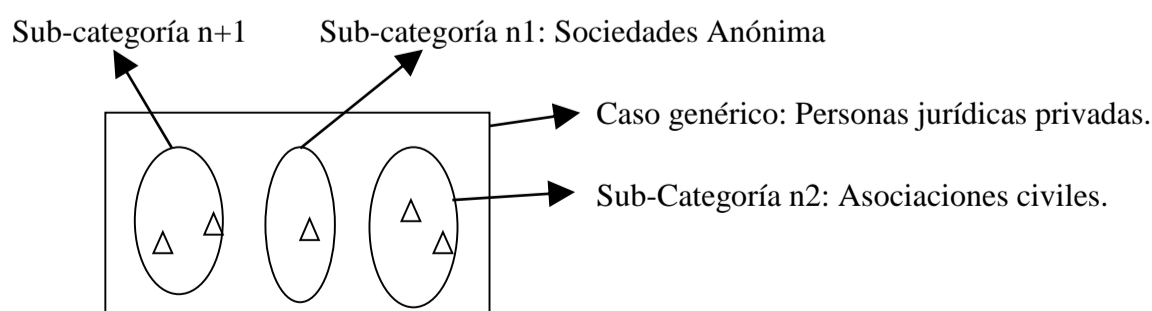 Sub-categoría n+1 Sub-categoría n1: Sociedades Anónima
Caso genérico: Personas jurídicas privadas.
Sub-Categoría n2: Asociaciones civiles.